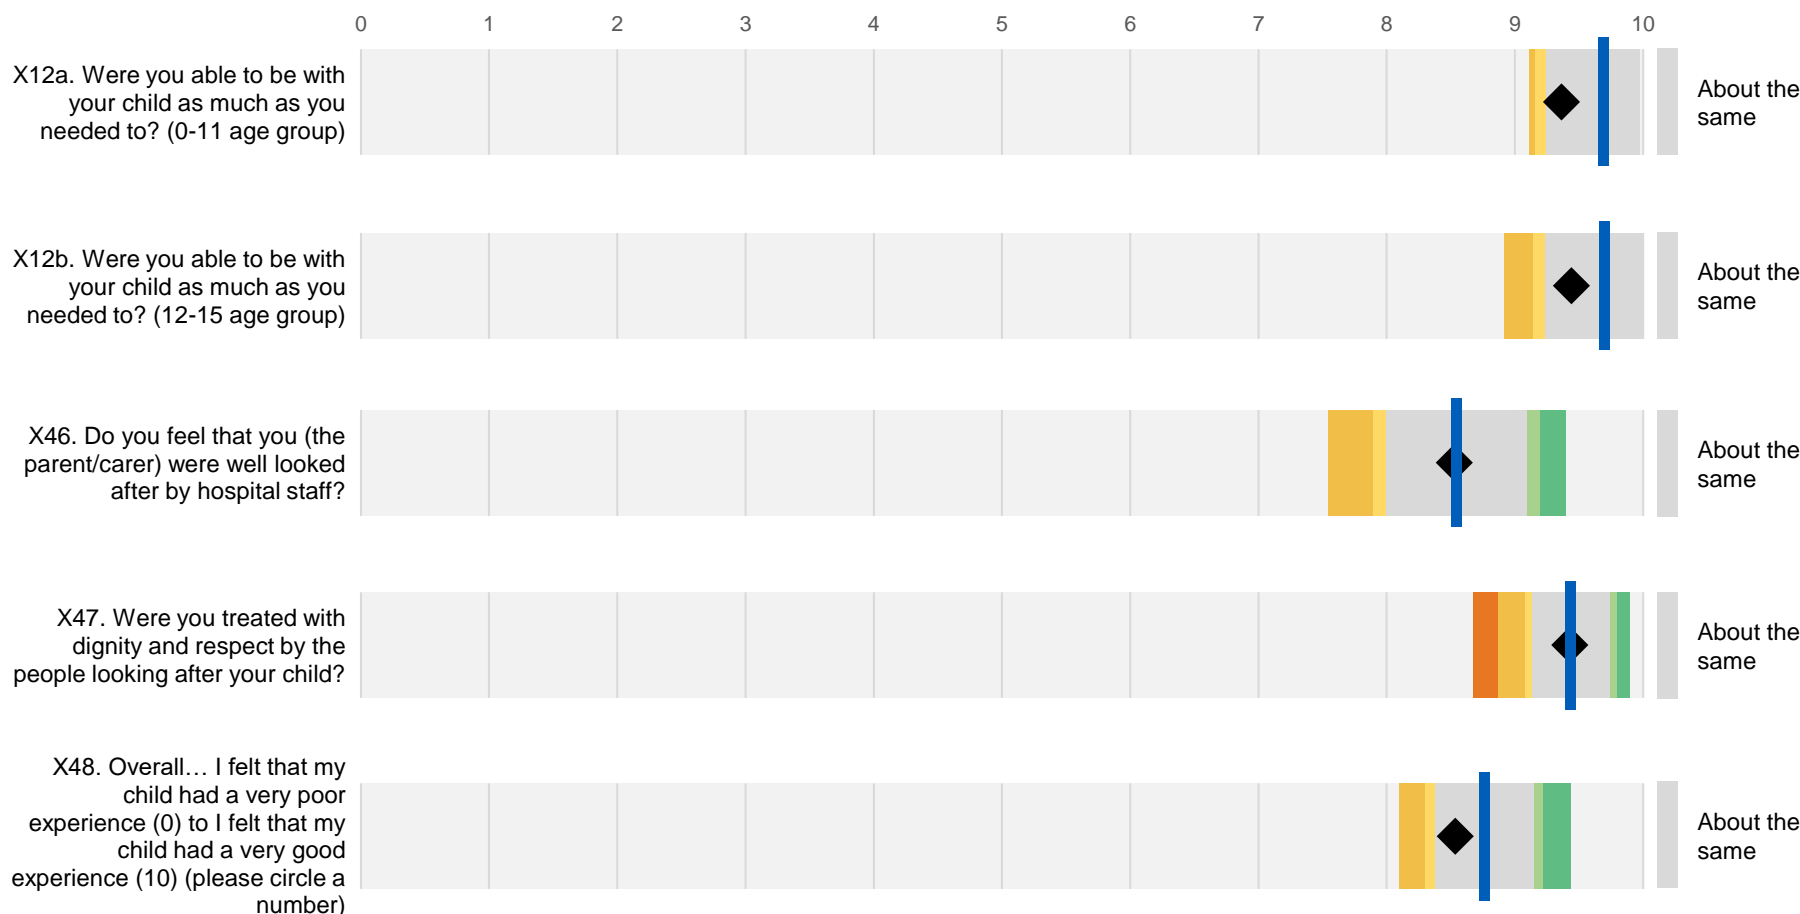 0 1 2 3 4 5 6 7 8 9 10
X12a. Were you able to be with
your child as much as you
needed to? (0-11 age group)
About the
same
X12b. Were you able to be with
your child as much as you
needed to? (12-15 age group)
About the
same
X46. Do you feel that you (the
parent/carer) were well looked
after by hospital staff?
About the
same
X47. Were you treated with
dignity and respect by the
people looking after your child?
About the
same
X48. Overall… I felt that my
child had a very poor
experience (0) to I felt that my
child had a very good
experience (10) (please circle a
number)
About the
same